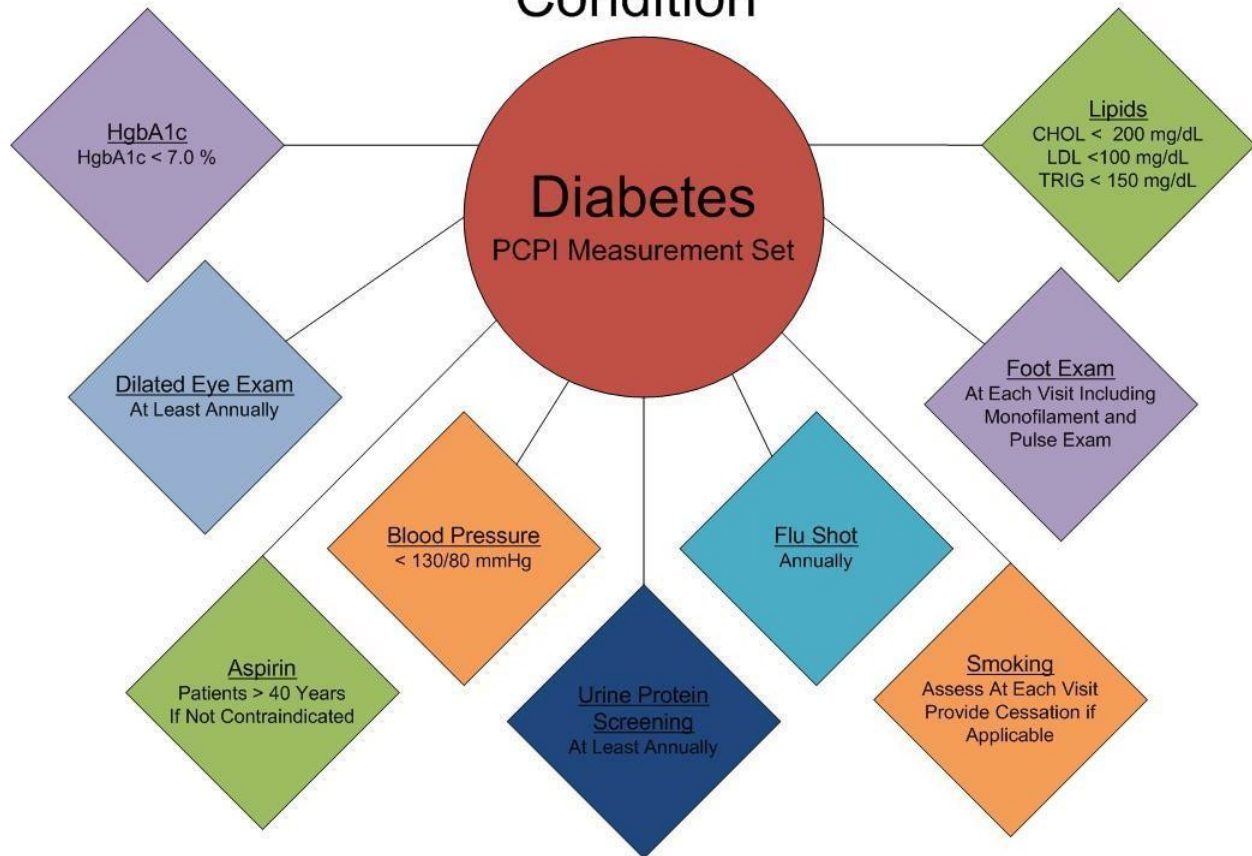 Condition
Diabetes
PCPI Measurement Set
HgbA1c
HgbA1c < 7.0 %
Lipids
CHOL < 200 mg/dL
LDL <100 mg/dL
TRIG < 150 mg/dL
Dilated Eye Exam
At Least Annually
Foot Exam
At Each Visit Including
Monofilament and
Pulse Exam
Blood Pressure
< 130/80 mmHg
Flu Shot
Annually
Aspirin
Patients > 40 Years
If Not Contraindicated
Urine Protein
Screening
At Least Annually
Smoking
Assess At Each Visit
Provide Cessation if
Applicable